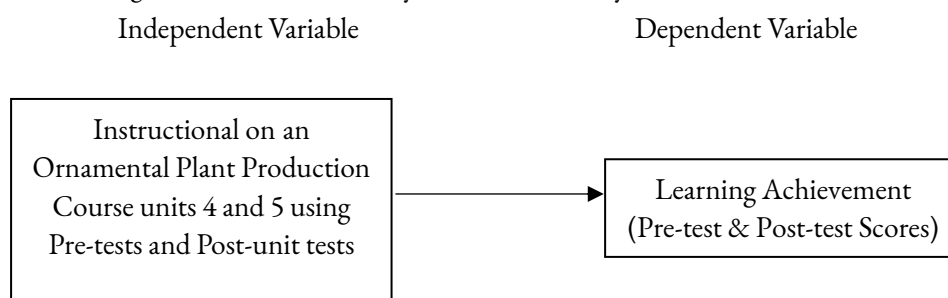 Independent Variable
Dependent Variable
Instructional on an
Ornamental Plant Production
Course units 4 and 5 using
Pre-tests and Post-unit tests
Learning Achievement
(Pre-test & Post-test Scores)